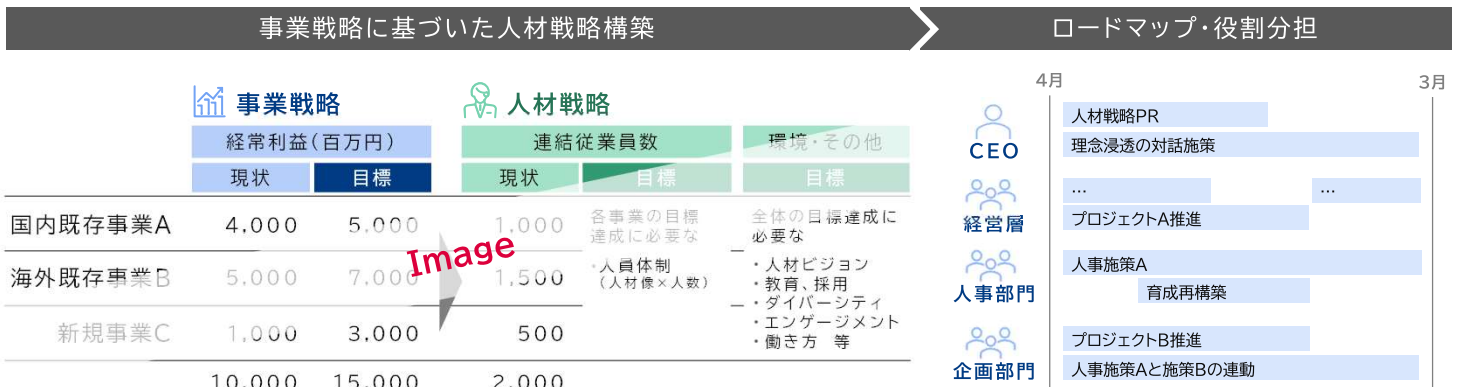 事業戦略に基づいた人材戦略構築
ロードマップ・役割分担
事業戦略
人材戦略
経常利益(百万円)
連結従業員数
環境・その他
現状
目標
現状
目標
目標
国内既存事業A
4,000
5,000
1,000
各事業の目標
達成に必要な
・人員体制
(人材像×人数)
全体の目標達成に
必要な
・人材ビジョン
・教育、採用
・ダイバーシティ
・エンゲージメント
・働き方 等
海外既存事業B
5,000
7,000
1,500
新規事業C
1,000
3,000
500
10,000
15,000
2,000
Image
4月
3月
CEO
人材戦略PR
理念浸透の対話施策
経営層
…
…
プロジェクトA推進
人事部門
人事施策A
育成再構築
企画部門
プロジェクトB推進
人事施策Aと施策Bの連動